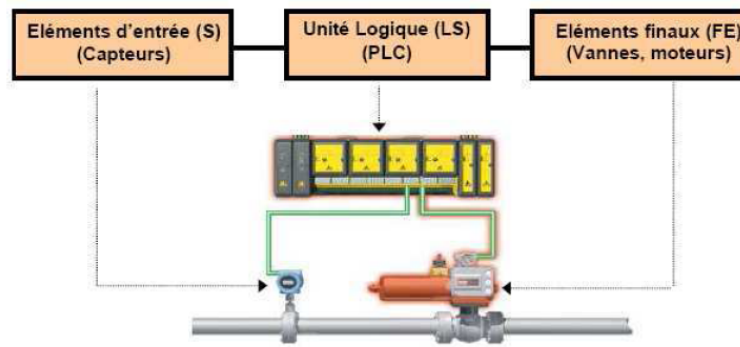 Eléments d'entrée (S)
(Capteurs)
Unité Logique (LS)
(PLC)
Eléments finaux (FE)
(Vannes, moteurs)